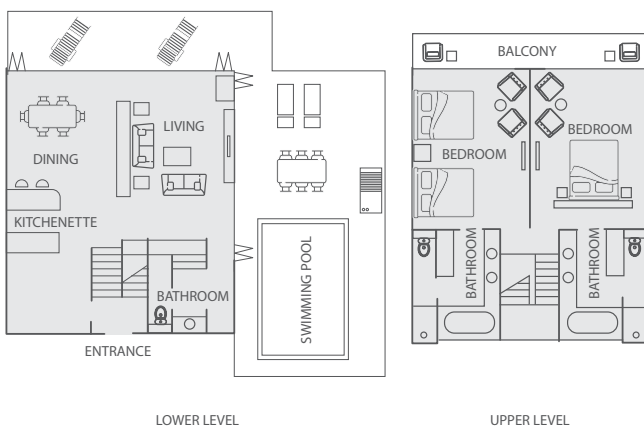 LIVING
DINING
KITCHENETTE
BATHROOM
SWIMMING POOL
ENTRANCE
LOWER LEVEL
BALCONY
BEDROOM
BEDROOM
BATHROOM
BATHROOM
UPPER LEVEL